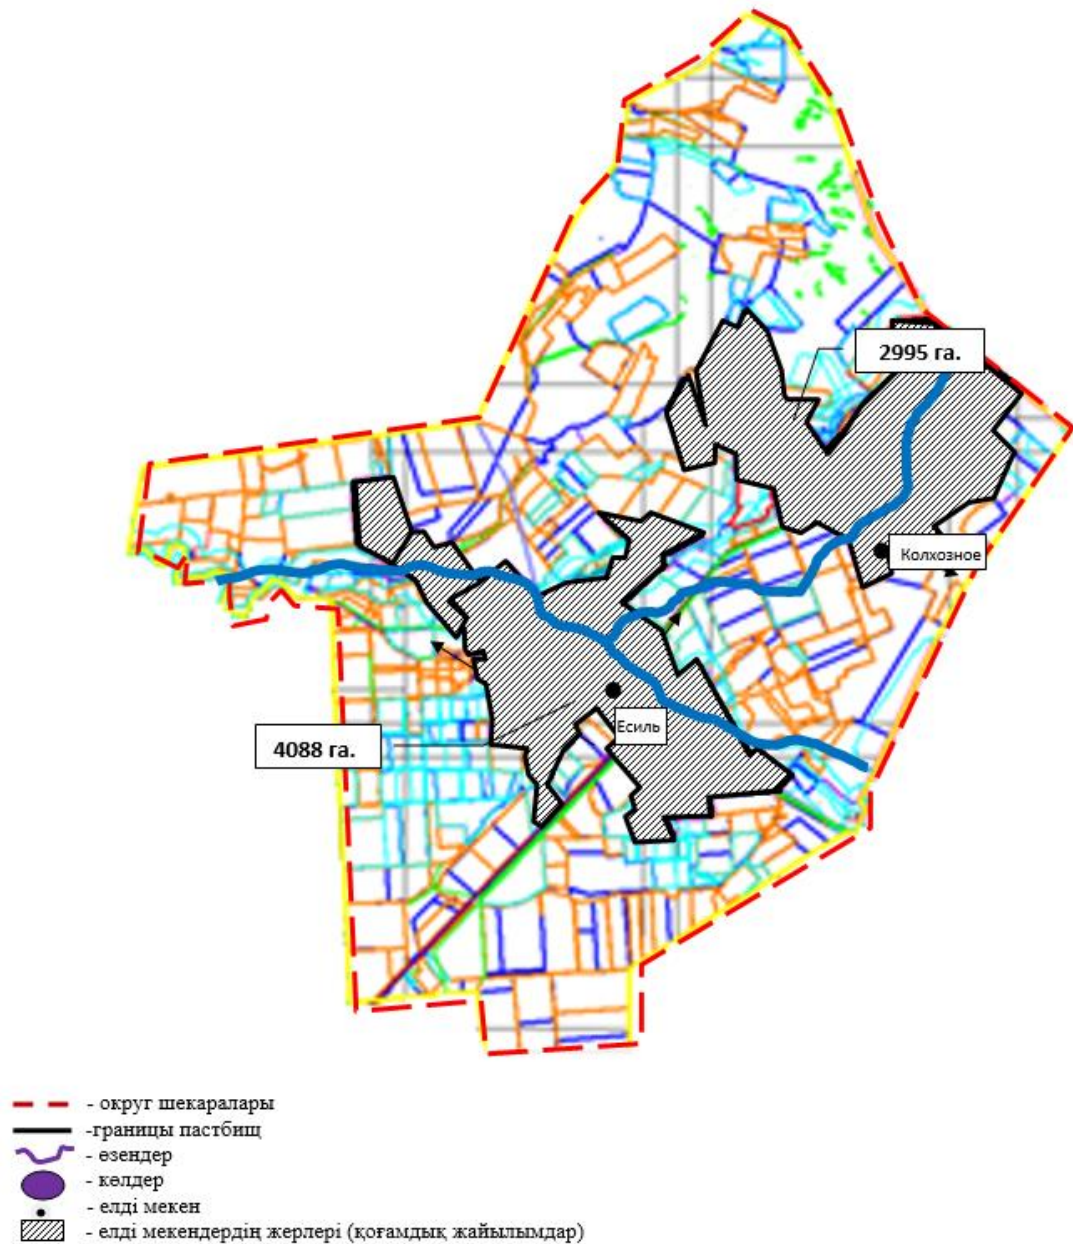 2995 га.
Колхозное
Есиль
4088 га.
- округ шекаралары
-границы пастбищ
- өзендер
- көлдер
- елді мекен
- елді мекендердің жерлері (қоғамдық жайылымдар)